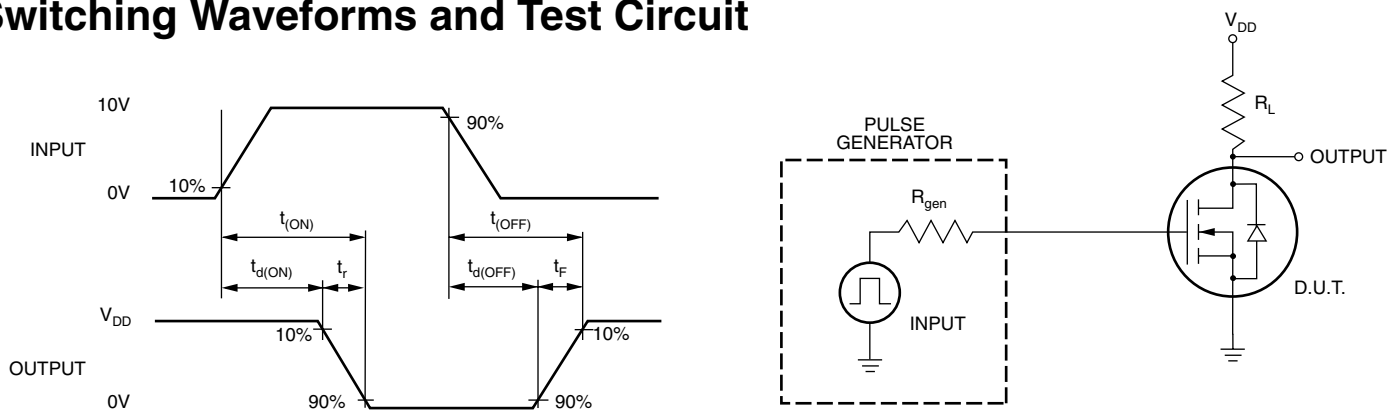 Switching Waveforms and Test Circuit
10V
INPUT
0V
10%
90%
t(ON)
t(OFF)
td(ON)
tr
td(OFF)
tF
VDD
OUTPUT
0V
10%
90%
10%
90%
PULSE
GENERATOR
Rgen
INPUT
VDD
RL
OUTPUT
D.U.T.